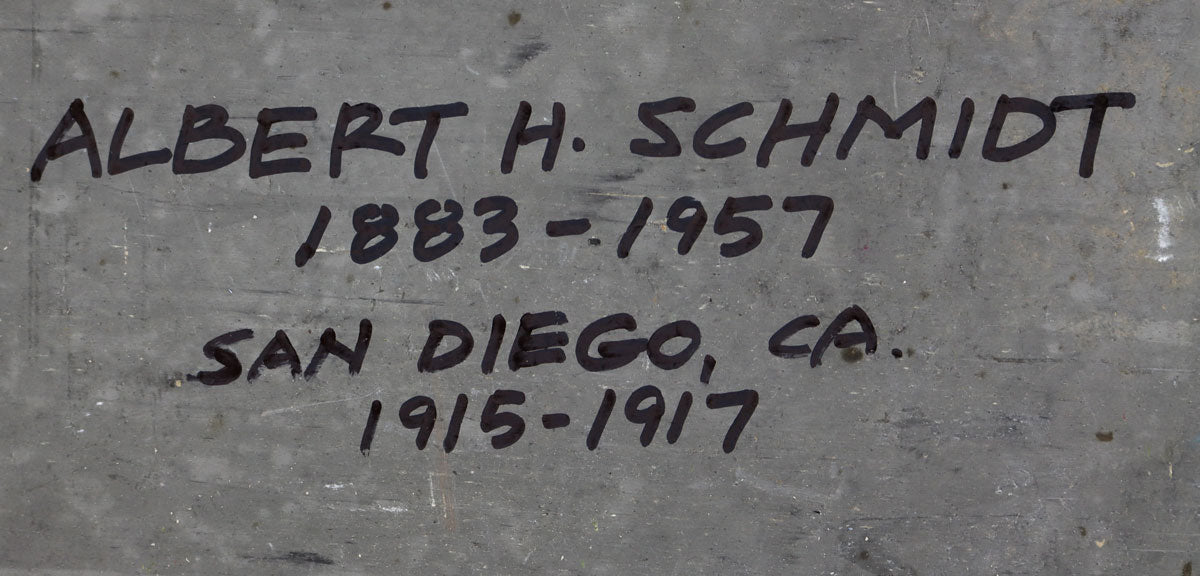 ALBERT H. SCHMIDT
1883-1957
SAN DIEGO, CA.
1915-1917